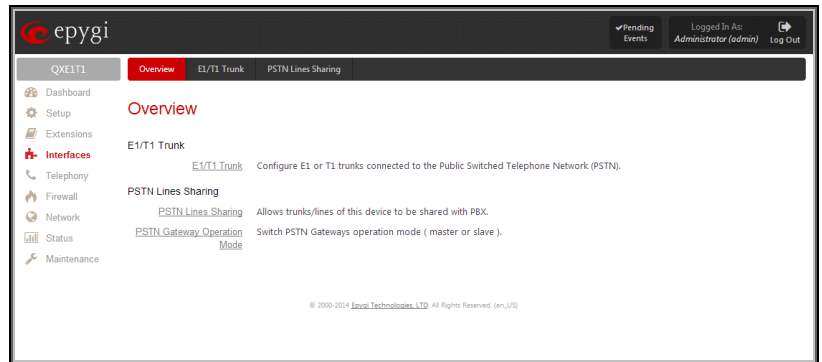 epygi
✔Pending Events
Logged In As:
Administrator (admin)
Log Out
QXE1T1
Overview
E1/T1 Trunk
PSTN Lines Sharing
Dashboard
Setup
Extensions
Interfaces
Telephony
Firewall
Network
Status
Maintenance
Overview
E1/T1 Trunk
E1/T1 Trunk Configure E1 or T1 trunks connected to the Public Switched Telephone Network (PSTN).
PSTN Lines Sharing
PSTN Lines Sharing Allows trunks/lines of this device to be shared with PBX.
PSTN Gateway Operation Mode Switch PSTN Gateways operation mode ( master or slave ).
© 2000-2014 Epygi Technologies, LTD. All Rights Reserved. (en_US)